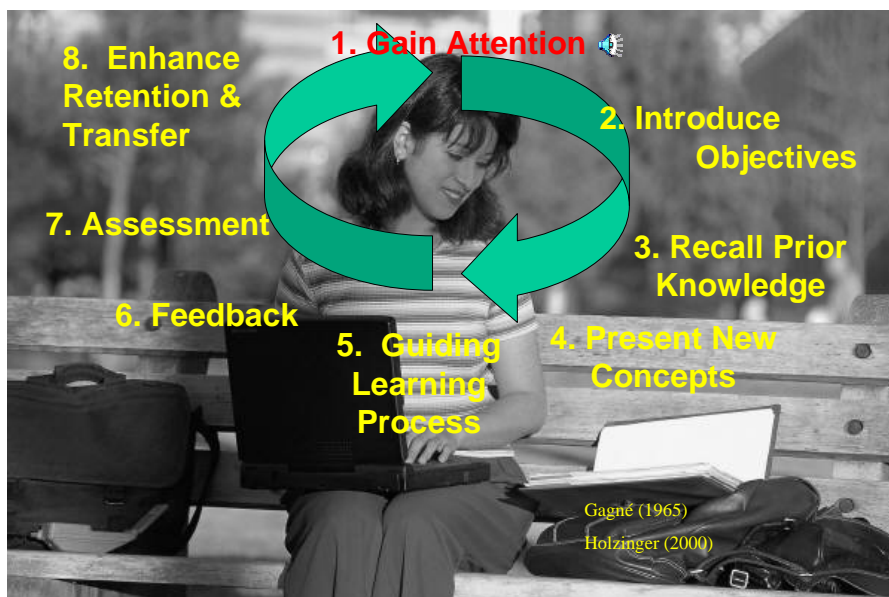 1. Gain Attention
2. Introduce
Objectives
3. Recall Prior
Knowledge
4. Present New
Concepts
5. Guiding
Learning
Process
6. Feedback
7. Assessment
8. Enhance
Retention &
Transfer
Gagné (1965)
Holzinger (2000)